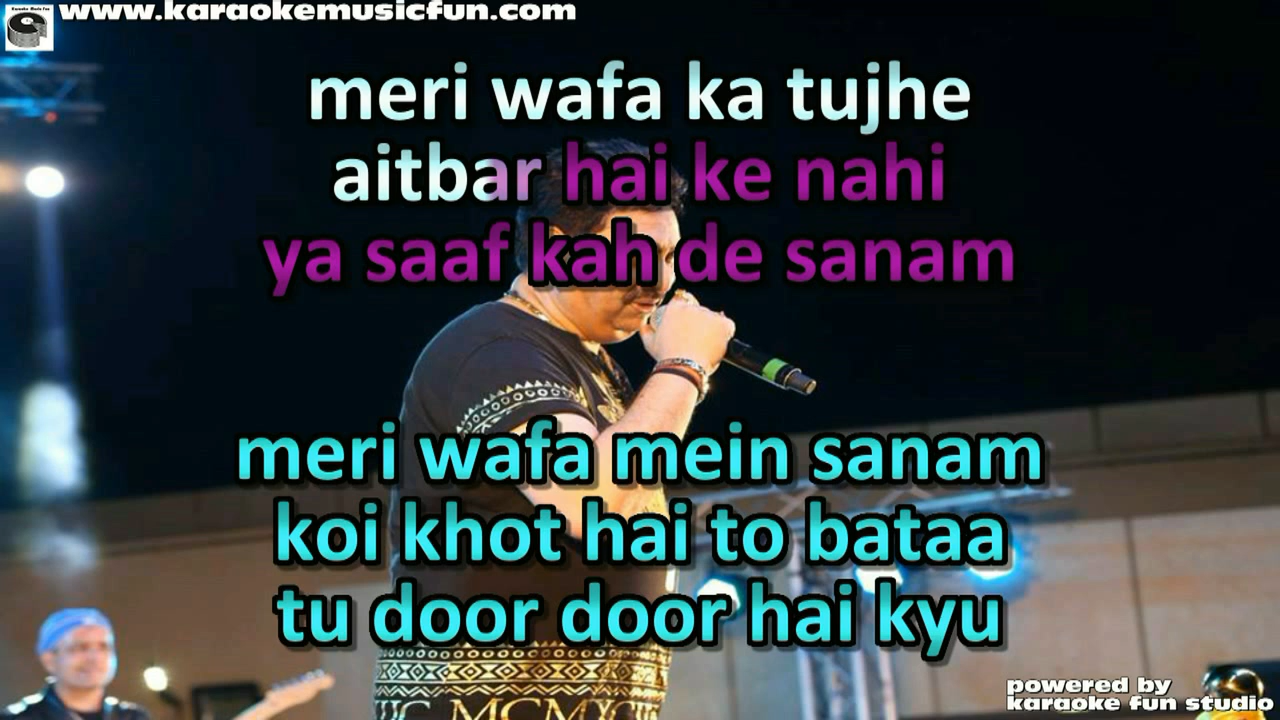 www.karaokemusicfun.com
meri wafa ka tujhe
aitbar hai ke nahi
ya saaf kah de sanam
meri wafa mein sanam
koi khot hai to bataa
tu door door hai kyu
powered by
karaoke fun studio